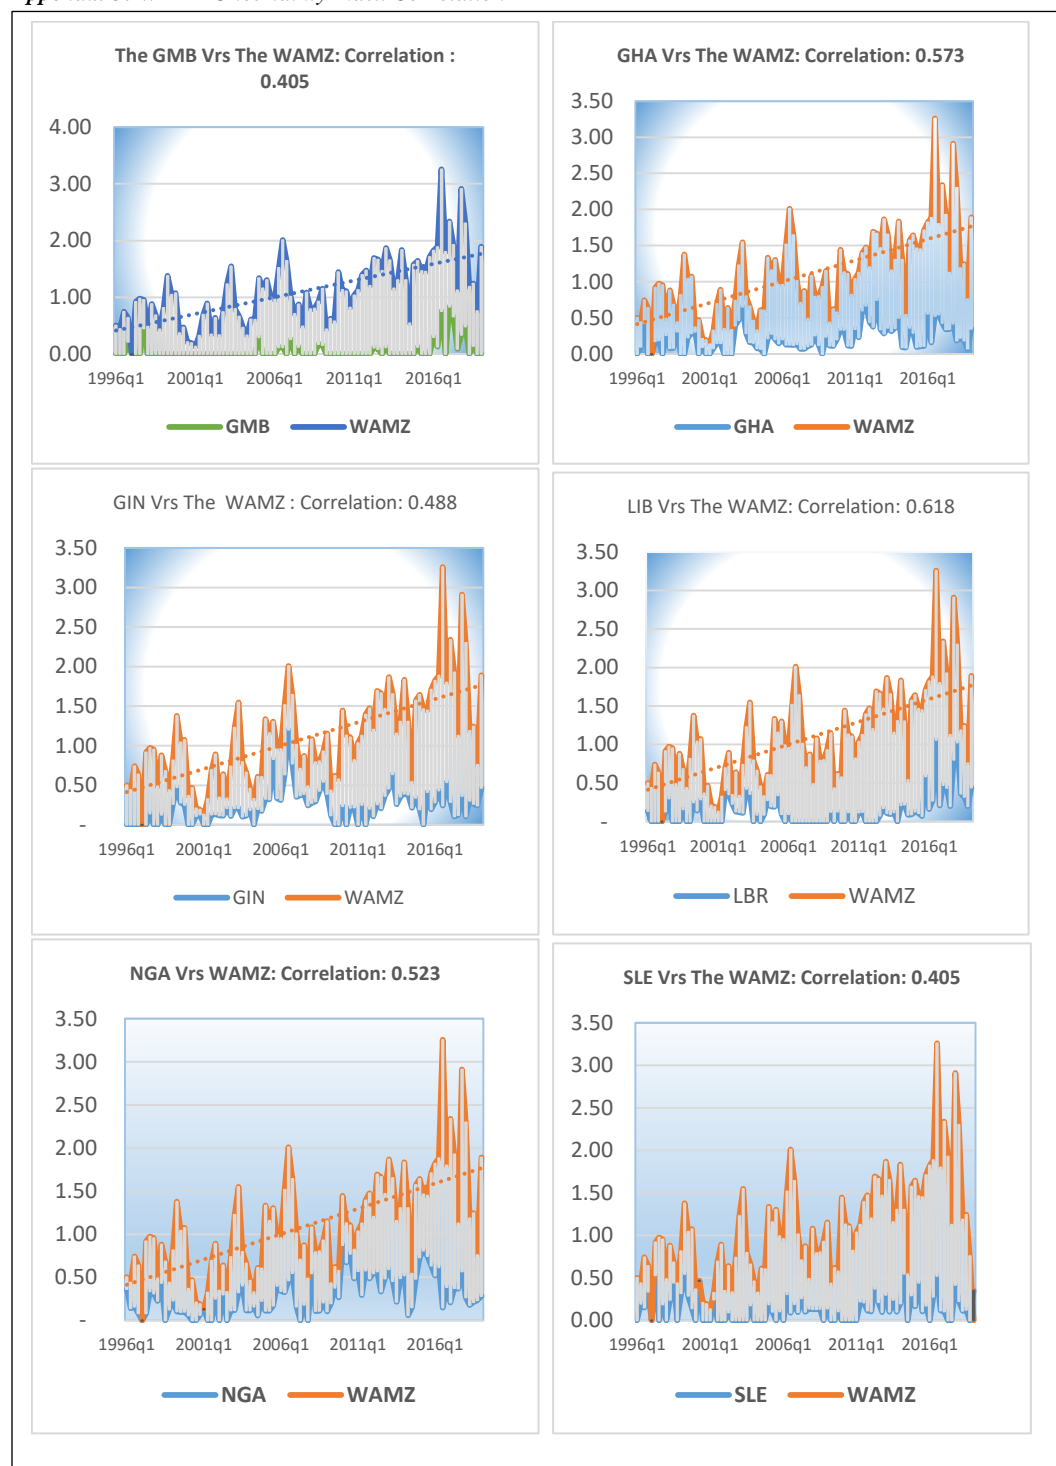 The GMB Vrs The WAMZ: Correlation :
0.405
4.00
3.00
2.00
1.00
0.00
1996q1 2001q1 2006q1 2011q1 2016q1
GMB WAMZ
GHA Vrs The WAMZ: Correlation: 0.573
3.50
3.00
2.50
2.00
1.50
1.00
0.50
0.00
1996q1 2001q1 2006q1 2011q1 2016q1
GHA WAMZ
GIN Vrs The WAMZ : Correlation: 0.488
3.50
3.00
2.50
2.00
1.50
1.00
0.50
-
1996q1 2001q1 2006q1 2011q1 2016q1
GIN WAMZ
LIB Vrs The WAMZ: Correlation: 0.618
3.50
3.00
2.50
2.00
1.50
1.00
0.50
-
1996q1 2001q1 2006q1 2011q1 2016q1
LBR WAMZ
NGA Vrs WAMZ: Correlation: 0.523
3.50
3.00
2.50
2.00
1.50
1.00
0.50
-
1996q1 2001q1 2006q1 2011q1 2016q1
NGA WAMZ
SLE Vrs The WAMZ: Correlation: 0.405
3.50
3.00
2.50
2.00
1.50
1.00
0.50
0.00
1996q1 2001q1 2006q1 2011q1 2016q1
SLE WAMZ